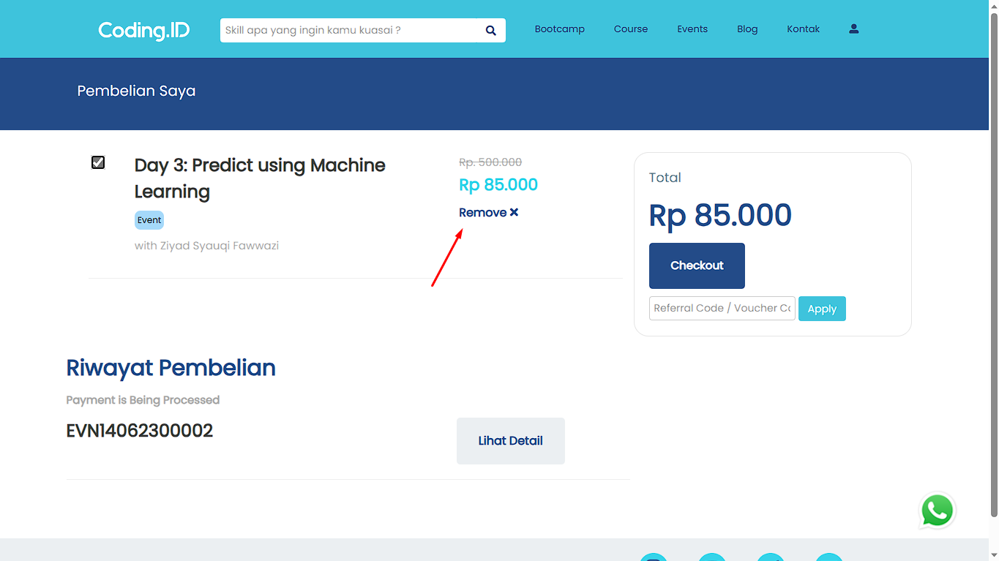 Coding.ID
Skill apa yang ingin kamu kuasai ?
Bootcamp
Course
Events
Blog
Kontak
Pembelian Saya
Day 3: Predict using Machine
Learning
Event
with Ziyad Syauqi Fawwazi
Rp. 500.000
Rp 85.000
Remove
Total
Rp 85.000
Checkout
Referral Code / Voucher
Apply
Riwayat Pembelian
Payment is Being Processed
EVN14062300002
Lihat Detail